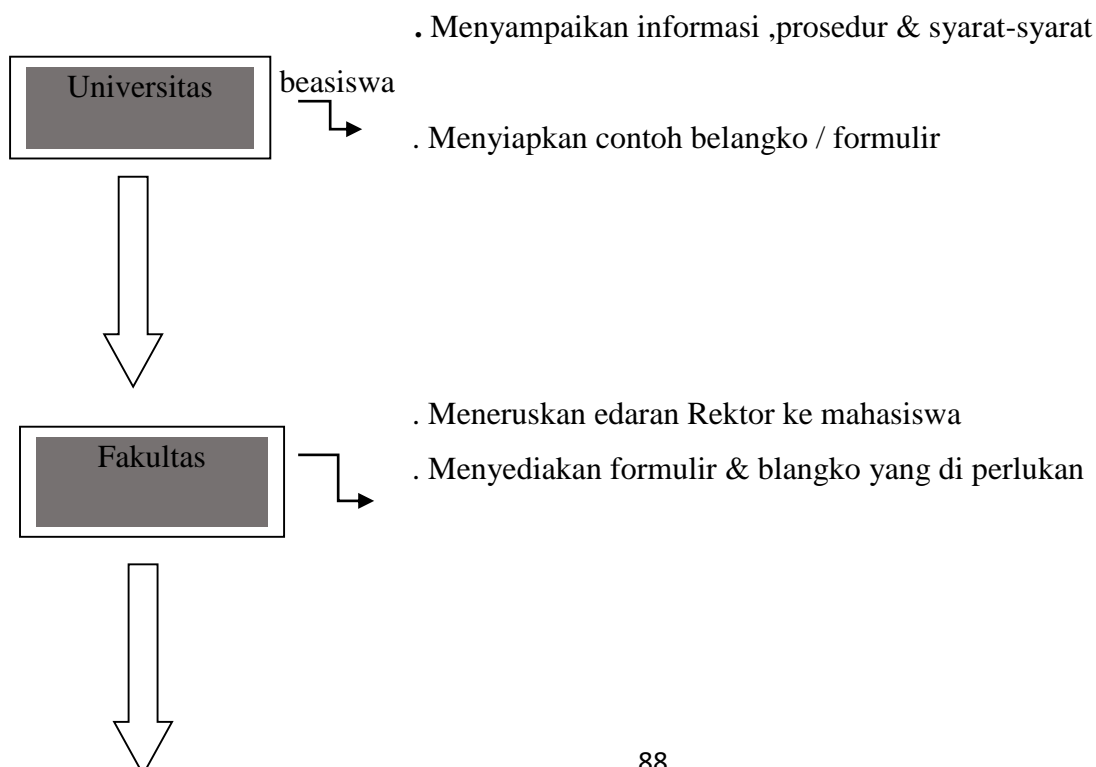 . Menyampaikan informasi ,prosedur & syarat-syarat
Universitas beasiswa
. Menyiapkan contoh belangko / formulir
. Meneruskan edaran Rektor ke mahasiswa
Fakultas
. Menyediakan formulir & blangko yang di perlukan
88